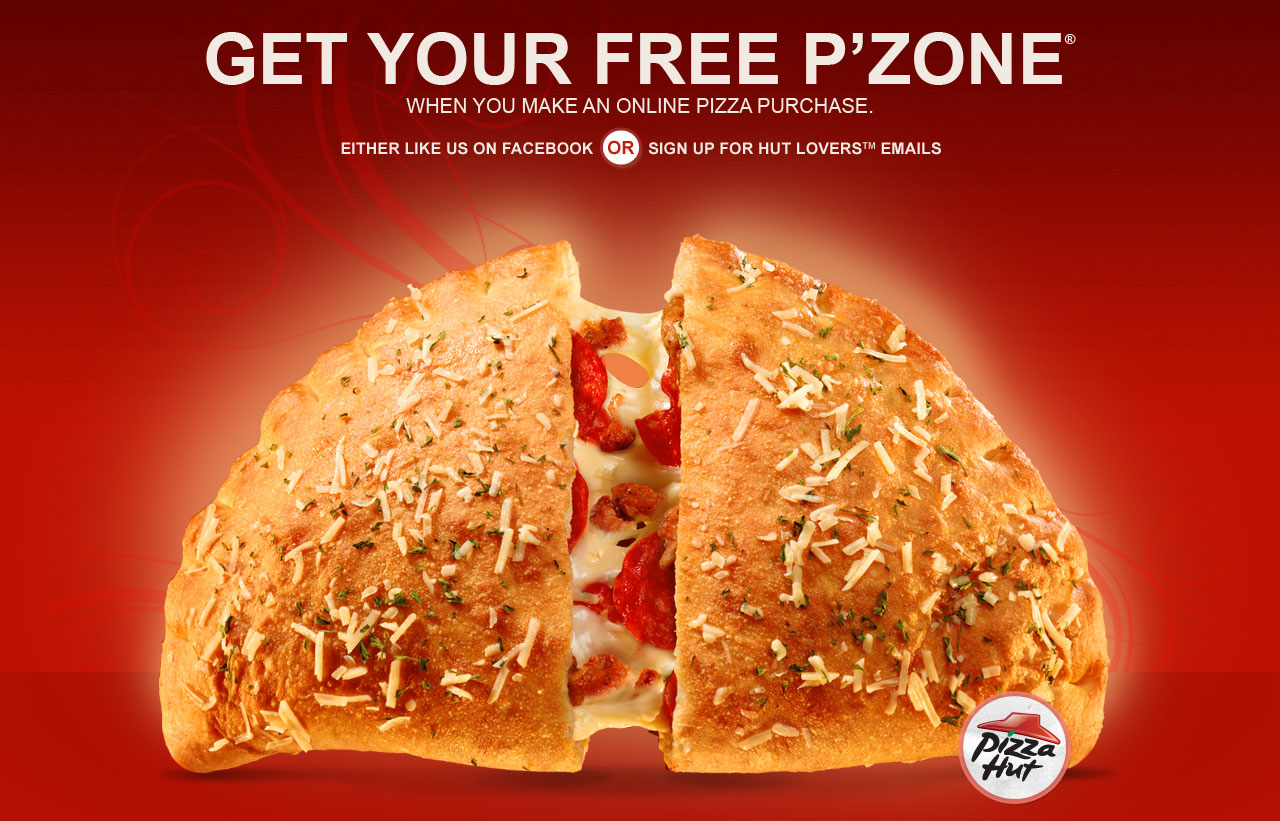 GET YOUR FREE P’ZONE®
WHEN YOU MAKE AN ONLINE PIZZA PURCHASE.
EITHER LIKE US ON FACEBOOK OR SIGN UP FOR HUT LOVERS™ EMAILS
Pizza
Hut